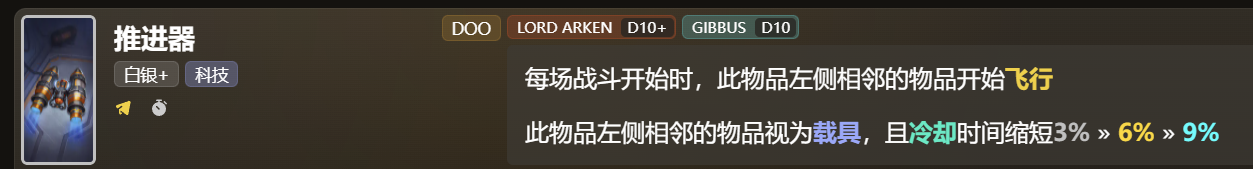 推进器
白银+ 科技
DOO
LORD ARKEN D10+ GIBBUS D10
每场战斗开始时，此物品左侧相邻的物品开始飞行
此物品左侧相邻的物品视为载具，且冷却时间缩短3% » 6% » 9%